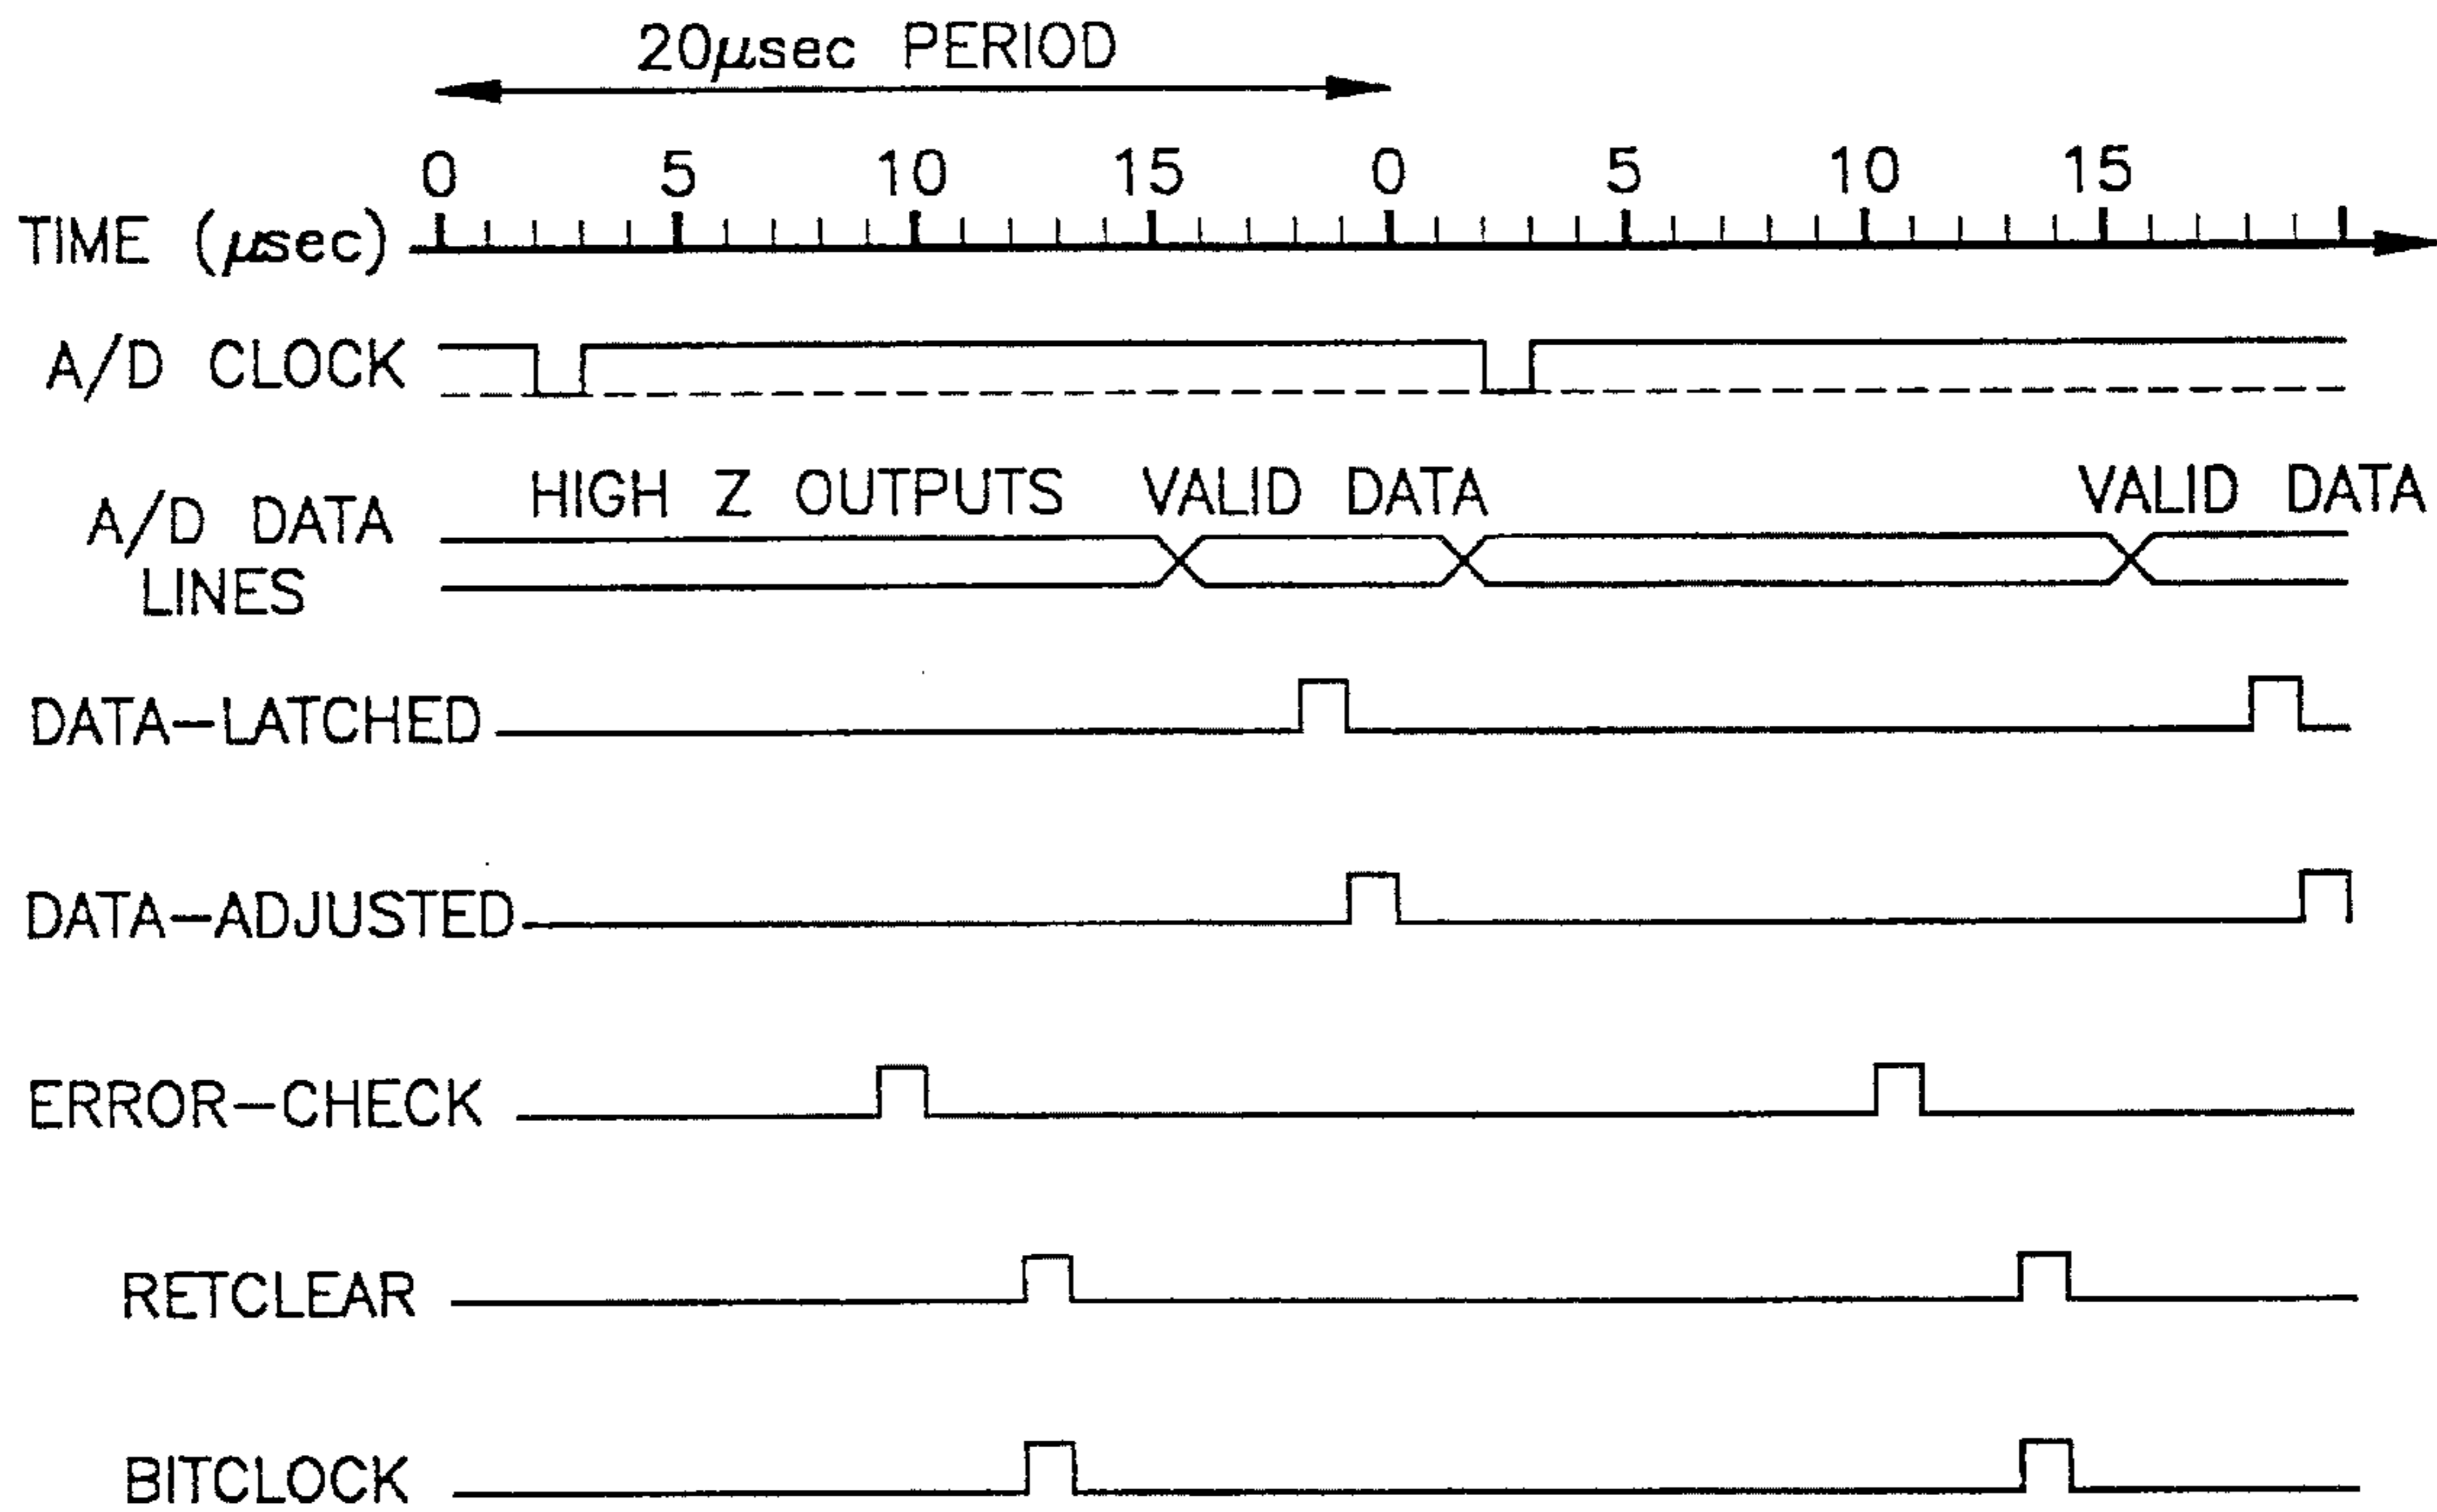 20μsec PERIOD
0 5 10 15 0 5 10 15
TIME (μsec)
A/D CLOCK
HIGH Z OUTPUTS VALID DATA VALID DATA
A/D DATA
LINES
DATA-LATCHED
DATA-ADJUSTED
ERROR-CHECK
RETCLEAR
BITCLOCK